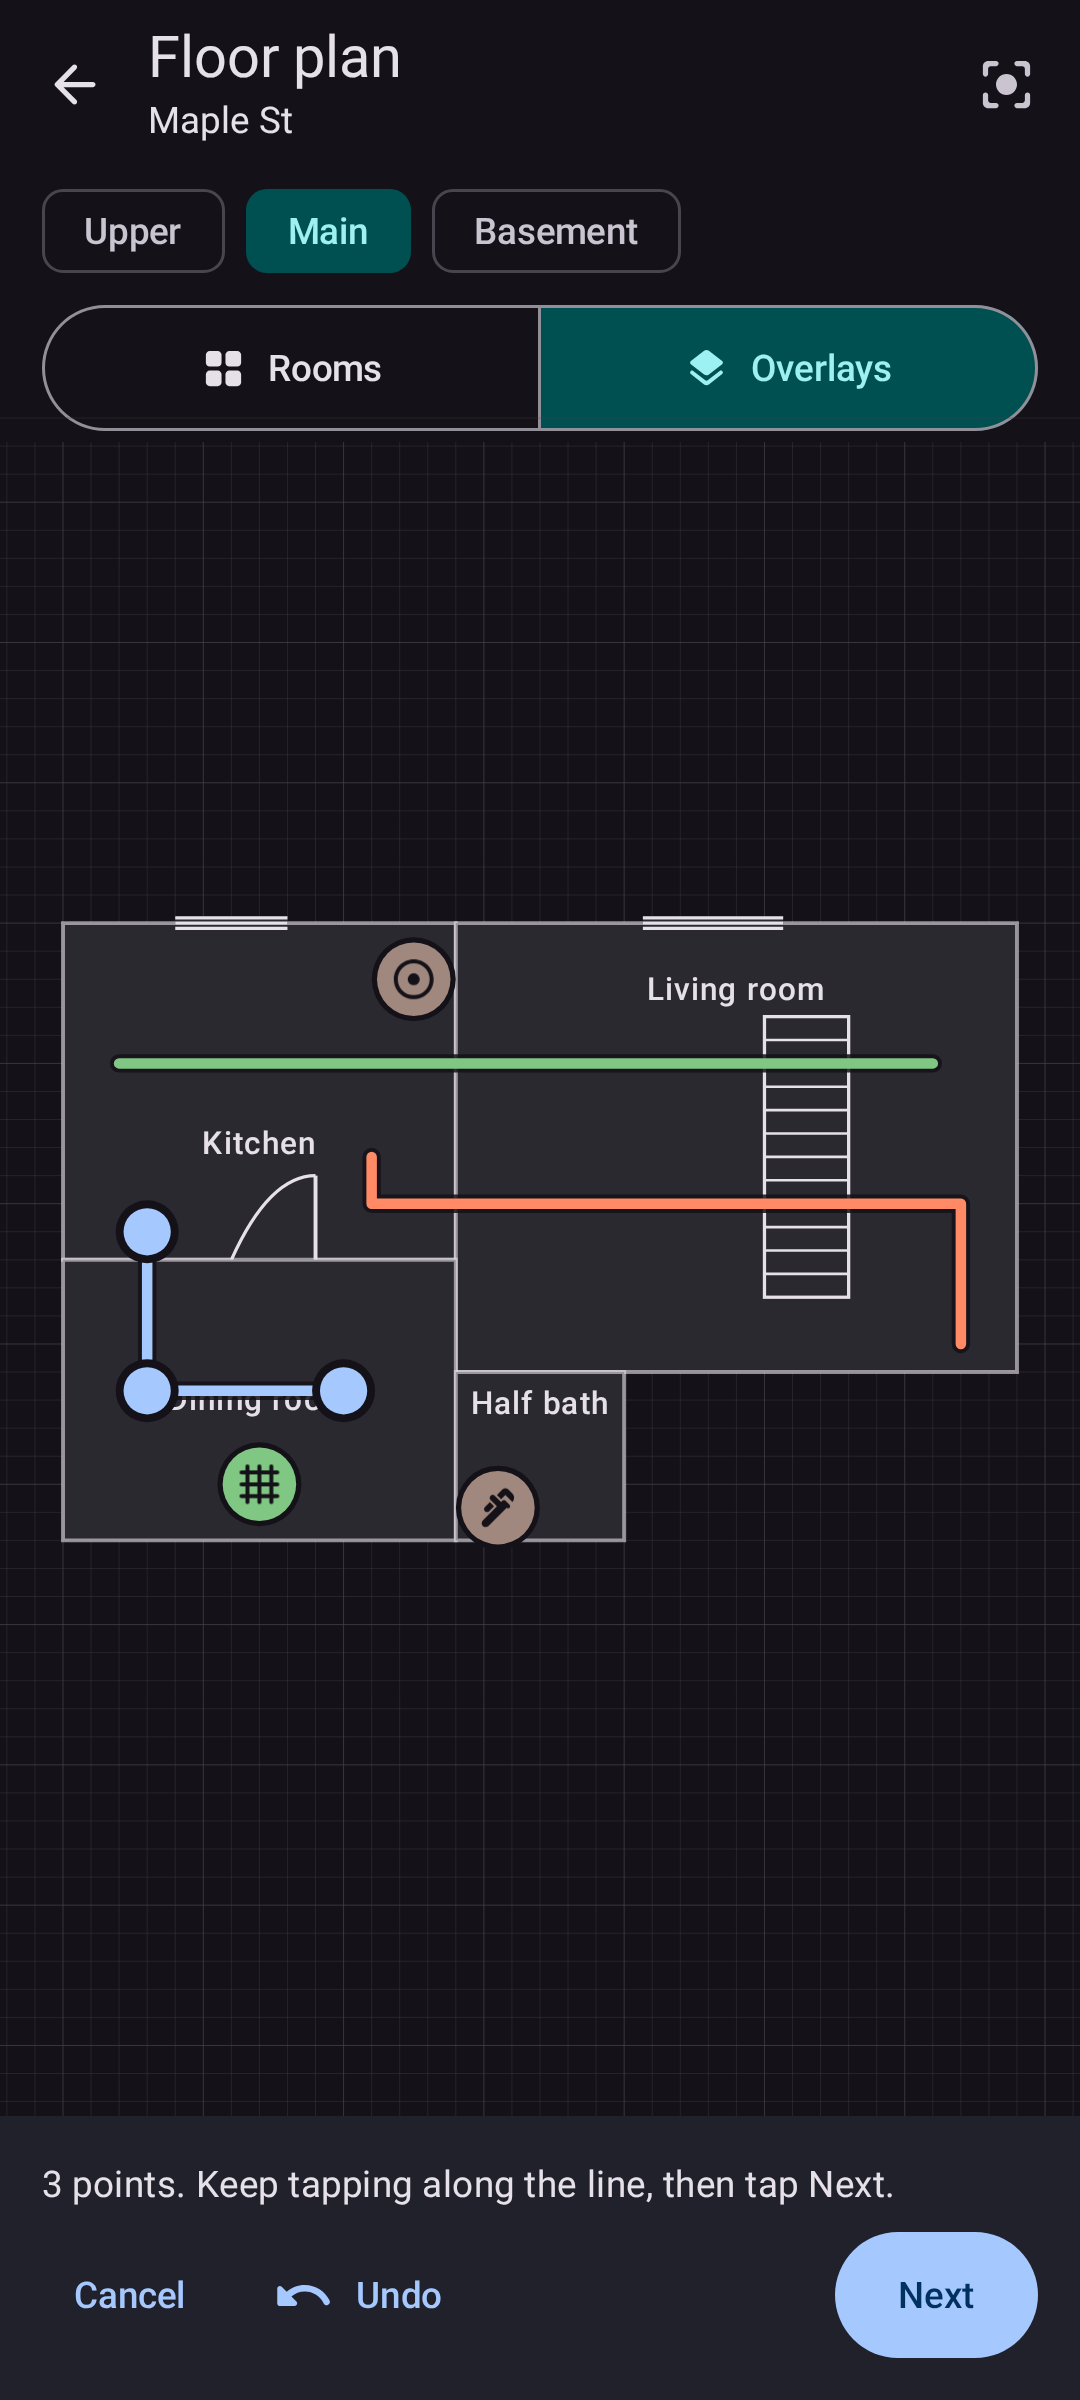 Floor plan
Maple St
Upper
Main
Basement
Rooms
Overlays
Living room
Kitchen
Half bath
3 points. Keep tapping along the line, then tap Next.
Cancel
Undo
Next